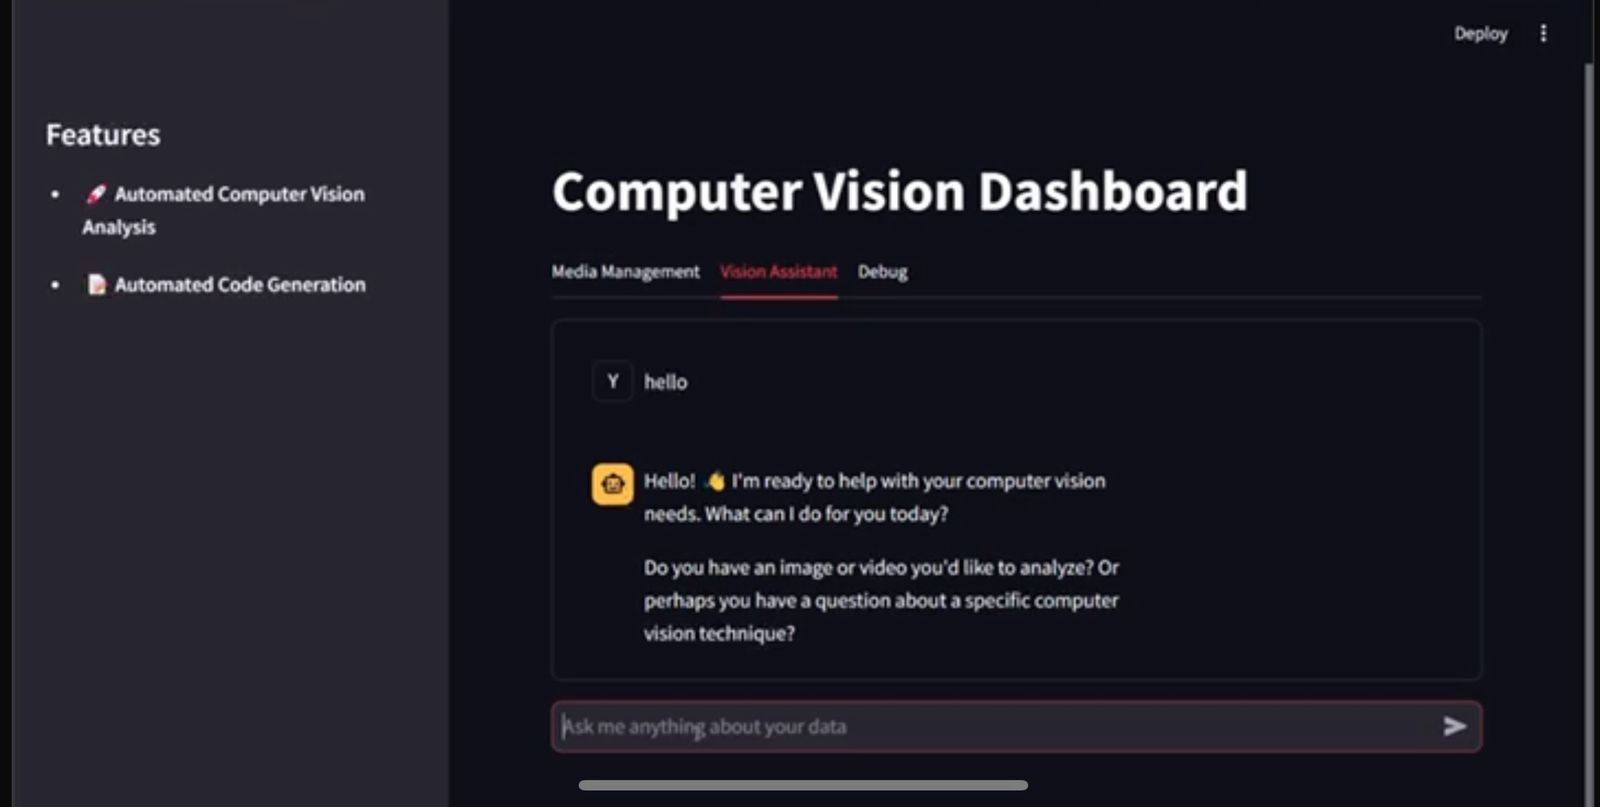 Deploy
Features
Automated Computer Vision
Analysis
Automated Code Generation
Computer Vision Dashboard
Media Management Vision Assistant Debug
Y hello
Hello! 👋 I'm ready to help with your computer vision
needs. What can I do for you today?
Do you have an image or video you'd like to analyze? Or
perhaps you have a question about a specific computer
vision technique?
Ask me anything about your data